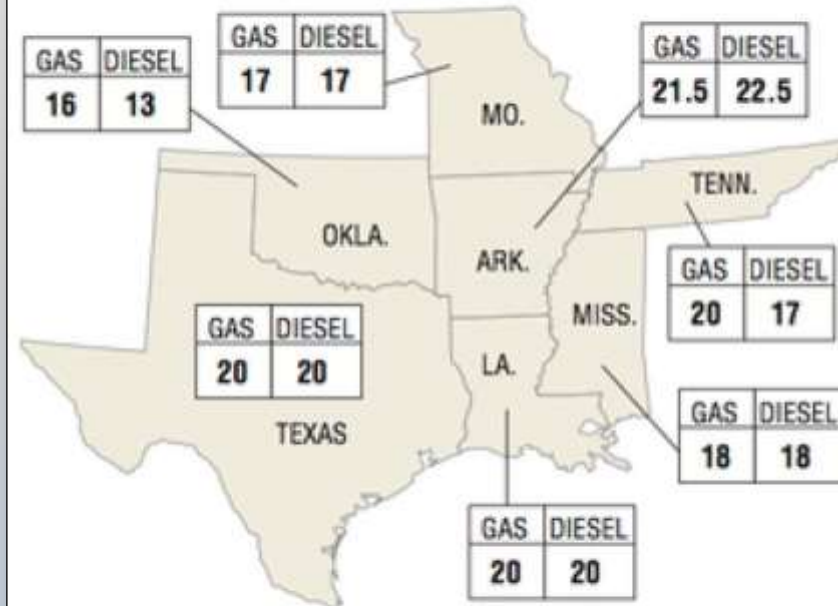 GAS DIESEL
17 17
GAS DIESEL
16 13
GAS DIESEL
21.5 22.5
MO.
TENN.
OKLA.
ARK.
GAS DIESEL
20 17
GAS DIESEL
20 20
MISS.
LA.
TEXAS
GAS DIESEL
18 18
GAS DIESEL
20 20